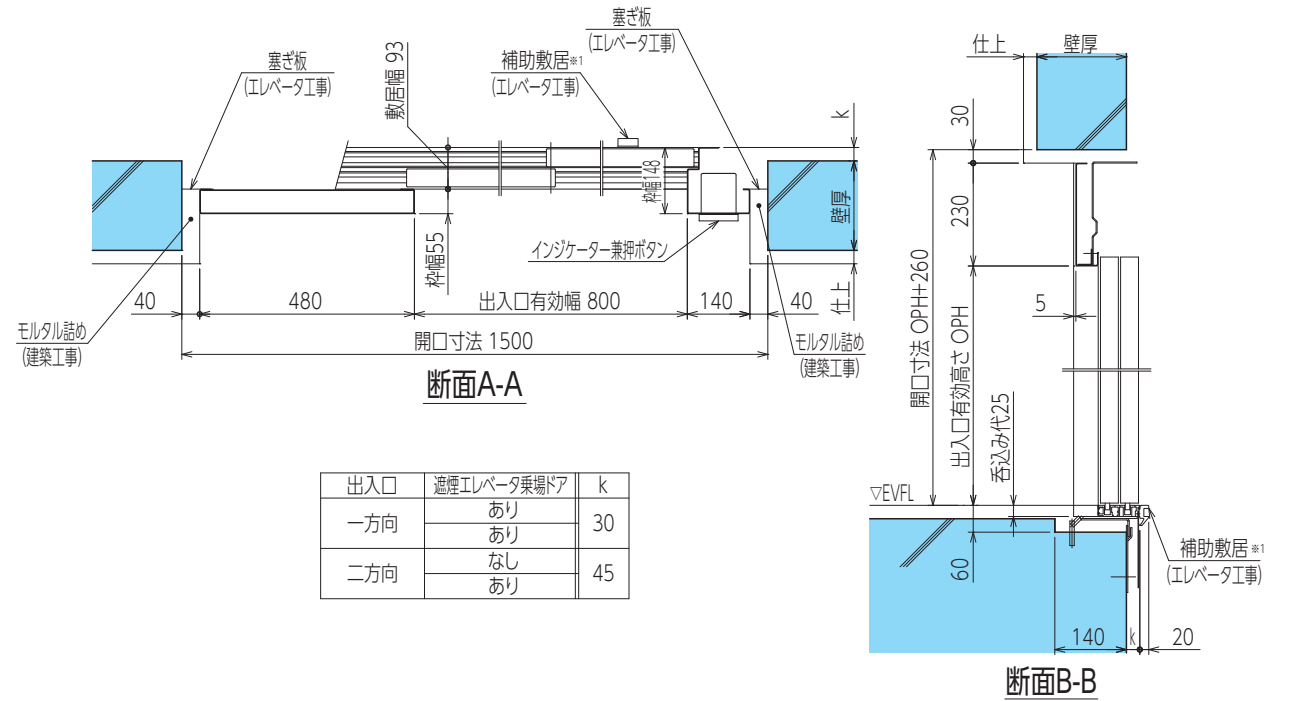 塞ぎ板
(エレベータ工事)
敷居幅 93
補助敷居※1
(エレベータ工事)
塞ぎ板
(エレベータ工事)
k
枠幅148
壁厚
枠幅55
インジケーター兼押ボタン
仕上
40
480
出入口有効幅 800
140
40
開口寸法 1500
モルタル詰め
(建築工事)
モルタル詰め
(建築工事)
断面A-A
出入口 遮煙エレベータ乗場ドア k
一方向 あり 30
あり
二方向 なし 45
あり
仕上
壁厚
30
230
開口寸法 OPH+260
出入口有効高さ OPH
5
呑込み代25
▽EVFL
60
補助敷居※1
(エレベータ工事)
140
k
20
断面B-B